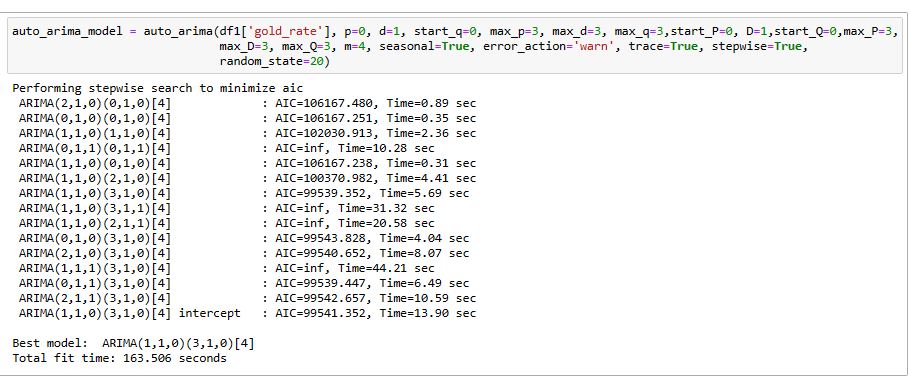 auto_arima_model = auto_arima(df1['gold_rate'], p=0, d=1, start_q=0, max_p=3, max_d=3, max_q=3,start_P=0, D=1,start_Q=0,max_P=3,
max_D=3, max_Q=3, m=4, seasonal=True, error_action='warn', trace=True, stepwise=True,
random_state=20)
Performing stepwise search to minimize aic
ARIMA(2,1,0)(0,1,0)[4] : AIC=106167.480, Time=0.89 sec
ARIMA(0,1,0)(0,1,0)[4] : AIC=106167.251, Time=0.35 sec
ARIMA(1,1,0)(1,1,0)[4] : AIC=102030.913, Time=2.36 sec
ARIMA(0,1,1)(0,1,1)[4] : AIC=inf, Time=10.28 sec
ARIMA(1,1,0)(0,1,0)[4] : AIC=106167.238, Time=0.31 sec
ARIMA(1,1,0)(2,1,0)[4] : AIC=100370.982, Time=4.41 sec
ARIMA(1,1,0)(3,1,0)[4] : AIC=99539.352, Time=5.69 sec
ARIMA(1,1,0)(3,1,1)[4] : AIC=inf, Time=31.32 sec
ARIMA(1,1,0)(2,1,1)[4] : AIC=inf, Time=20.58 sec
ARIMA(0,1,0)(3,1,0)[4] : AIC=99543.828, Time=4.04 sec
ARIMA(2,1,0)(3,1,0)[4] : AIC=99540.652, Time=8.07 sec
ARIMA(1,1,1)(3,1,0)[4] : AIC=inf, Time=44.21 sec
ARIMA(0,1,1)(3,1,0)[4] : AIC=99539.447, Time=6.49 sec
ARIMA(2,1,1)(3,1,0)[4] : AIC=99542.657, Time=10.59 sec
ARIMA(1,1,0)(3,1,0)[4] intercept : AIC=99541.352, Time=13.90 sec
Best model: ARIMA(1,1,0)(3,1,0)[4]
Total fit time: 163.506 seconds